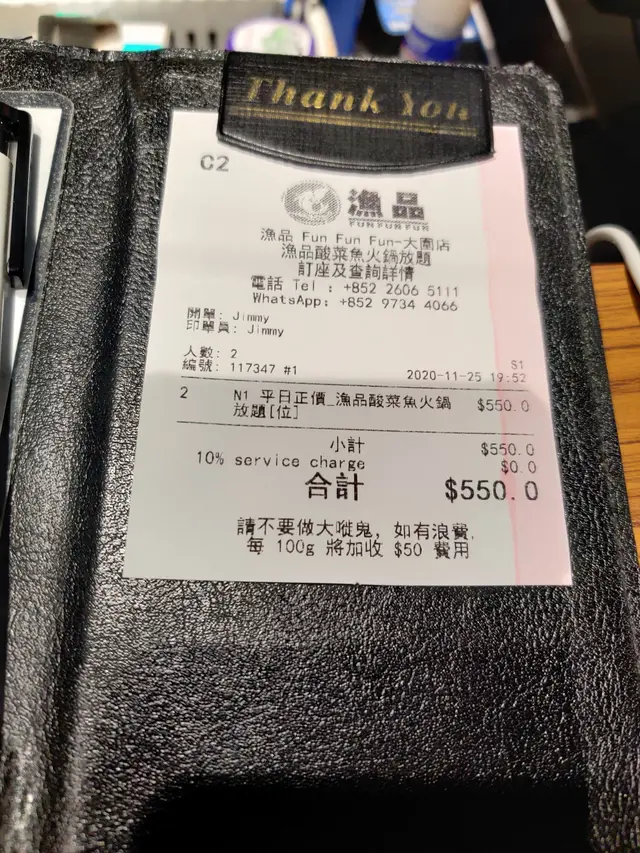 Thank You
C2
漁品
FUNFUNFUN
漁品 Fun Fun Fun-大圍店
漁品酸菜魚火鍋放題
訂座及查詢詳情
電話 Tel : +852 2606 5111
WhatsApp: +852 9734 4066
開單: Jimmy
印單員: Jimmy
人數: 2
S1
編號: 117347 #1 2020-11-25 19:52
2 N1 平日正價_漁品酸菜魚火鍋 $550.0
放題[位]
小計 $550.0
10% service charge $0.0
合計 $550.0
請不要做大嘥鬼, 如有浪費,
每 100g 將加收 $50 費用